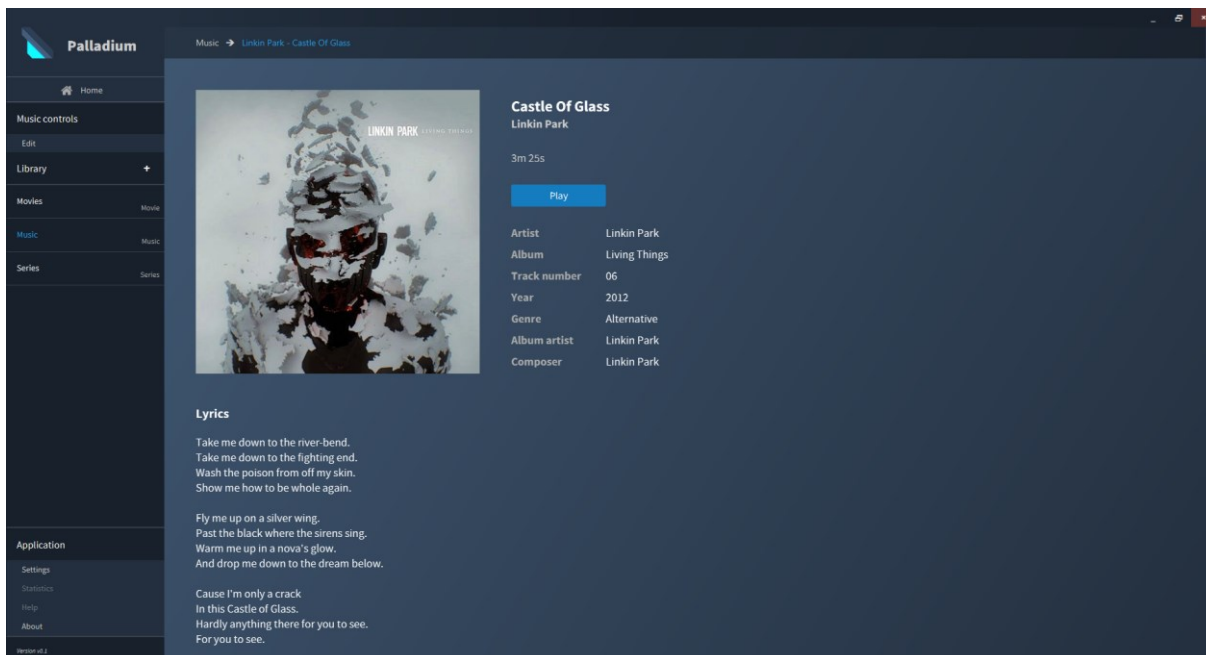 Palladium
Music → Linkin Park - Castle Of Glass
Home
Music controls
Edit
Library +
Movies
Movie
Music
Music
Series
Series
Application
Settings
Statistics
Help
About
Version v0.1
LINKIN PARK LIVING THINGS
Castle Of Glass
Linkin Park
3m 25s
Play
Artist Linkin Park
Album Living Things
Track number 06
Year 2012
Genre Alternative
Album artist Linkin Park
Composer Linkin Park
Lyrics
Take me down to the river-bend.
Take me down to the fighting end.
Wash the poison from off my skin.
Show me how to be whole again.
Fly me up on a silver wing.
Past the black where the sirens sing.
Warm me up in a nova's glow.
And drop me down to the dream below.
Cause I'm only a crack
In this Castle of Glass.
Hardly anything there for you to see.
For you to see.